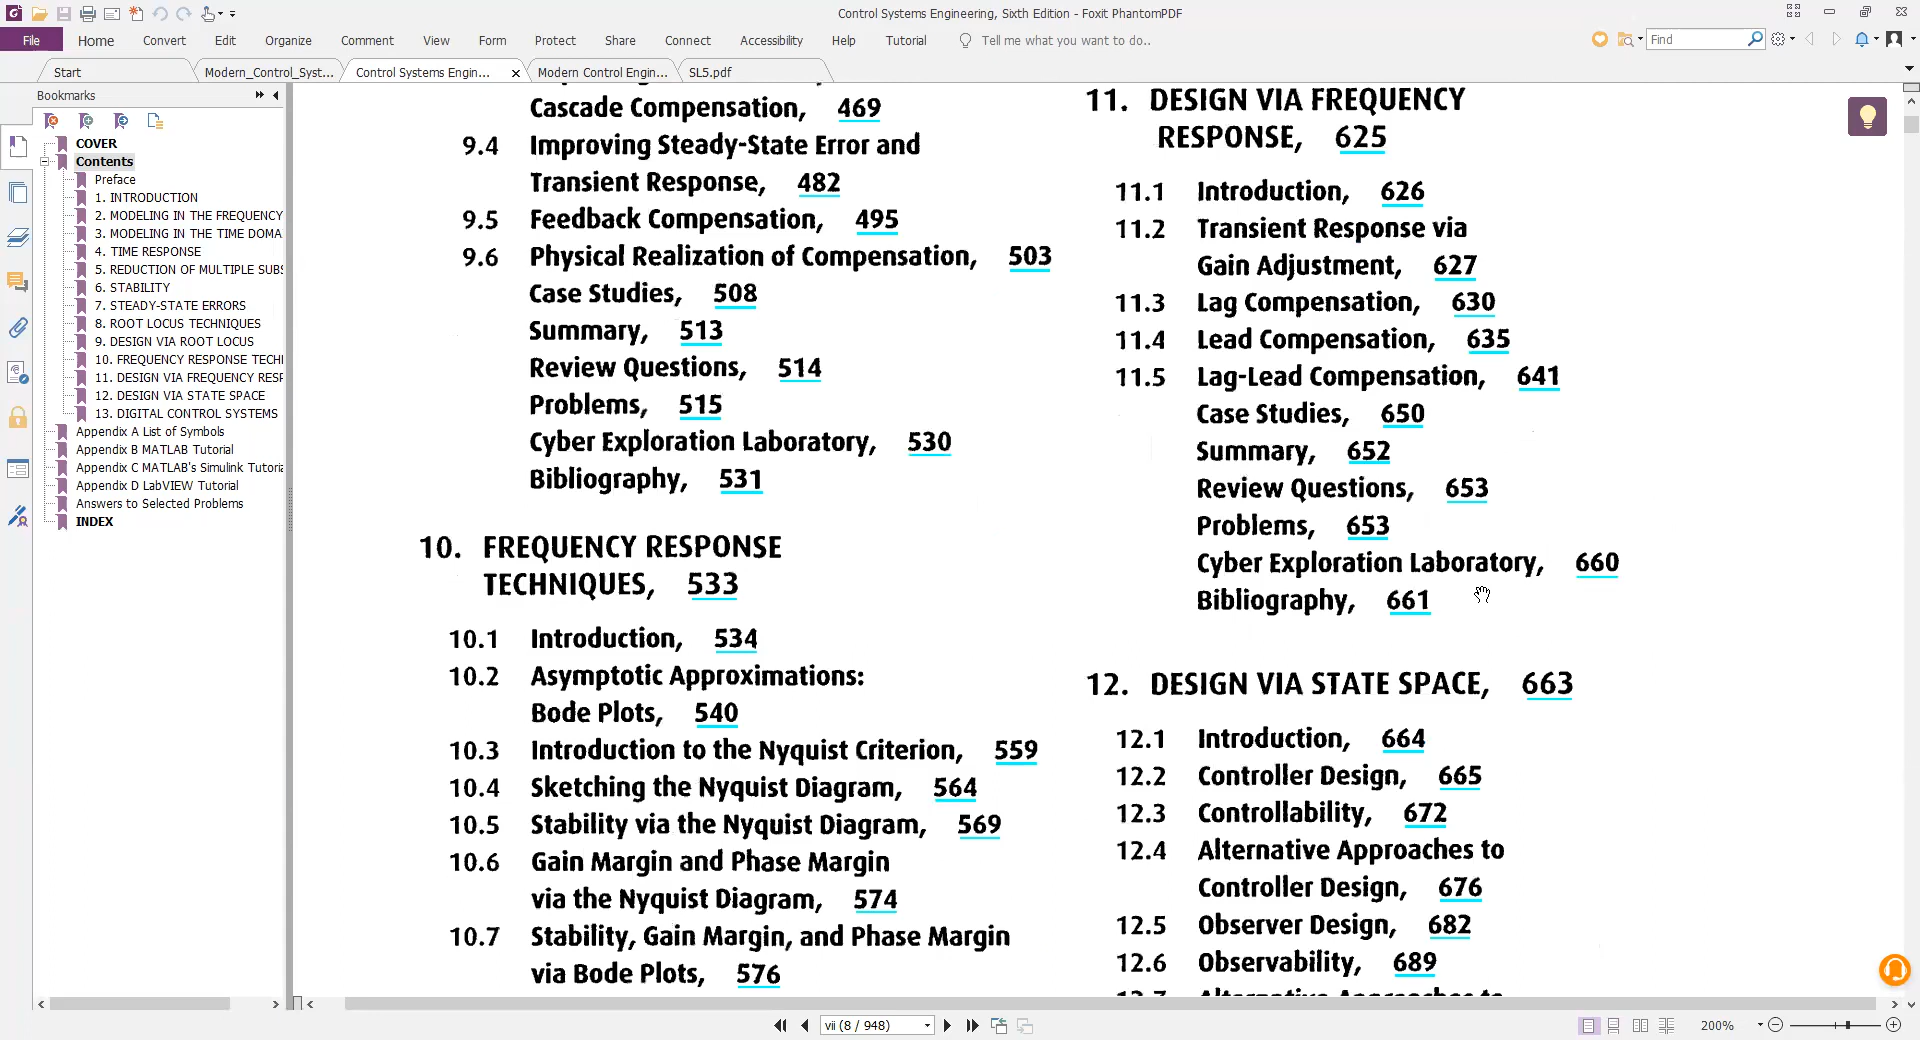 Control Systems Engineering, Sixth Edition - Foxit PhantomPDF
File Home Convert Edit Organize Comment View Form Protect Share Connect Accessibility Help Tutorial Tell me what you want to do.. Find
Start Modern_Control_Syst... Control Systems Engin... Modern Control Engin... SL5.pdf
Bookmarks
COVER
Contents
Preface
1. INTRODUCTION
2. MODELING IN THE FREQUENCY
3. MODELING IN THE TIME DOMA
4. TIME RESPONSE
5. REDUCTION OF MULTIPLE SUBS
6. STABILITY
7. STEADY-STATE ERRORS
8. ROOT LOCUS TECHNIQUES
9. DESIGN VIA ROOT LOCUS
10. FREQUENCY RESPONSE TECHI
11. DESIGN VIA FREQUENCY RESF
12. DESIGN VIA STATE SPACE
13. DIGITAL CONTROL SYSTEMS
Appendix A List of Symbols
Appendix B MATLAB Tutorial
Appendix C MATLAB's Simulink Tutoria
Appendix D LabVIEW Tutorial
Answers to Selected Problems
INDEX
Cascade Compensation, 469
9.4 Improving Steady-State Error and
Transient Response, 482
9.5 Feedback Compensation, 495
9.6 Physical Realization of Compensation, 503
Case Studies, 508
Summary, 513
Review Questions, 514
Problems, 515
Cyber Exploration Laboratory, 530
Bibliography, 531
10. FREQUENCY RESPONSE
TECHNIQUES, 533
10.1 Introduction, 534
10.2 Asymptotic Approximations:
Bode Plots, 540
10.3 Introduction to the Nyquist Criterion, 559
10.4 Sketching the Nyquist Diagram, 564
10.5 Stability via the Nyquist Diagram, 569
10.6 Gain Margin and Phase Margin
via the Nyquist Diagram, 574
10.7 Stability, Gain Margin, and Phase Margin
via Bode Plots, 576
11. DESIGN VIA FREQUENCY
RESPONSE, 625
11.1 Introduction, 626
11.2 Transient Response via
Gain Adjustment, 627
11.3 Lag Compensation, 630
11.4 Lead Compensation, 635
11.5 Lag-Lead Compensation, 641
Case Studies, 650
Summary, 652
Review Questions, 653
Problems, 653
Cyber Exploration Laboratory, 660
Bibliography, 661
12. DESIGN VIA STATE SPACE, 663
12.1 Introduction, 664
12.2 Controller Design, 665
12.3 Controllability, 672
12.4 Alternative Approaches to
Controller Design, 676
12.5 Observer Design, 682
12.6 Observability, 689
vii (8 / 948)
200%